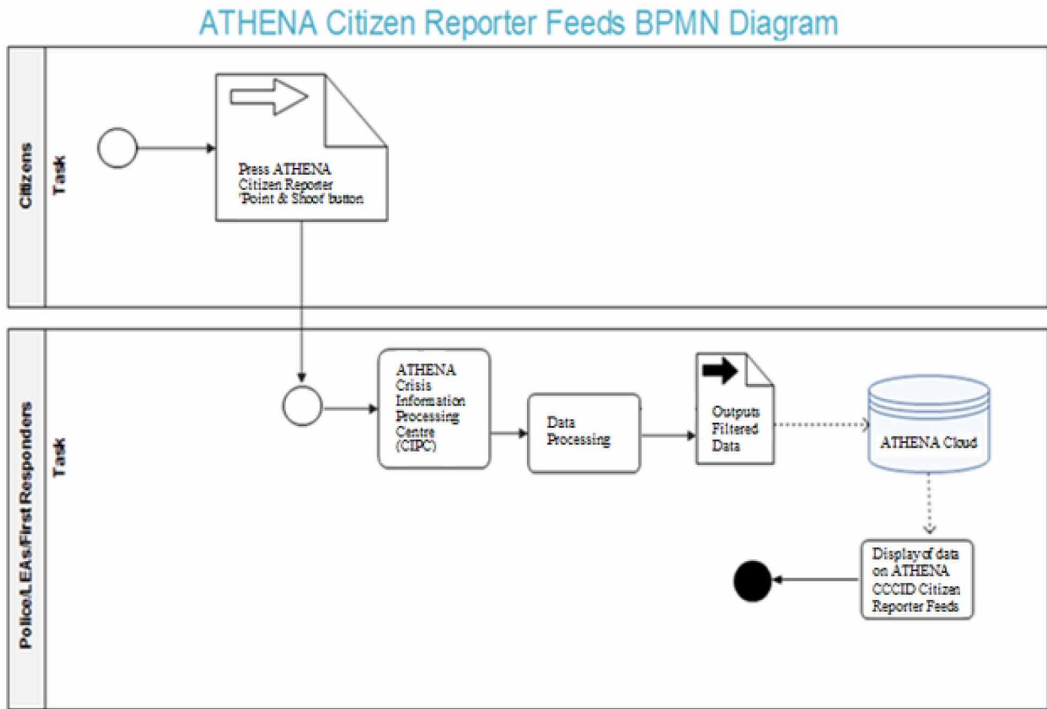 ATHENA Citizen Reporter Feeds BPMN Diagram
Citizens
Task
Press ATHENA
Citizen Reporter
'Point & Shoot' button
Police/LEAs/First Responders
Task
ATHENA
Crisis
Information
Processing
Centre
(CIPC)
Data
Processing
Outputs
Filtered
Data
ATHENA Cloud
Display of data
on ATHENA
CCCID Citizen
Reporter Feeds